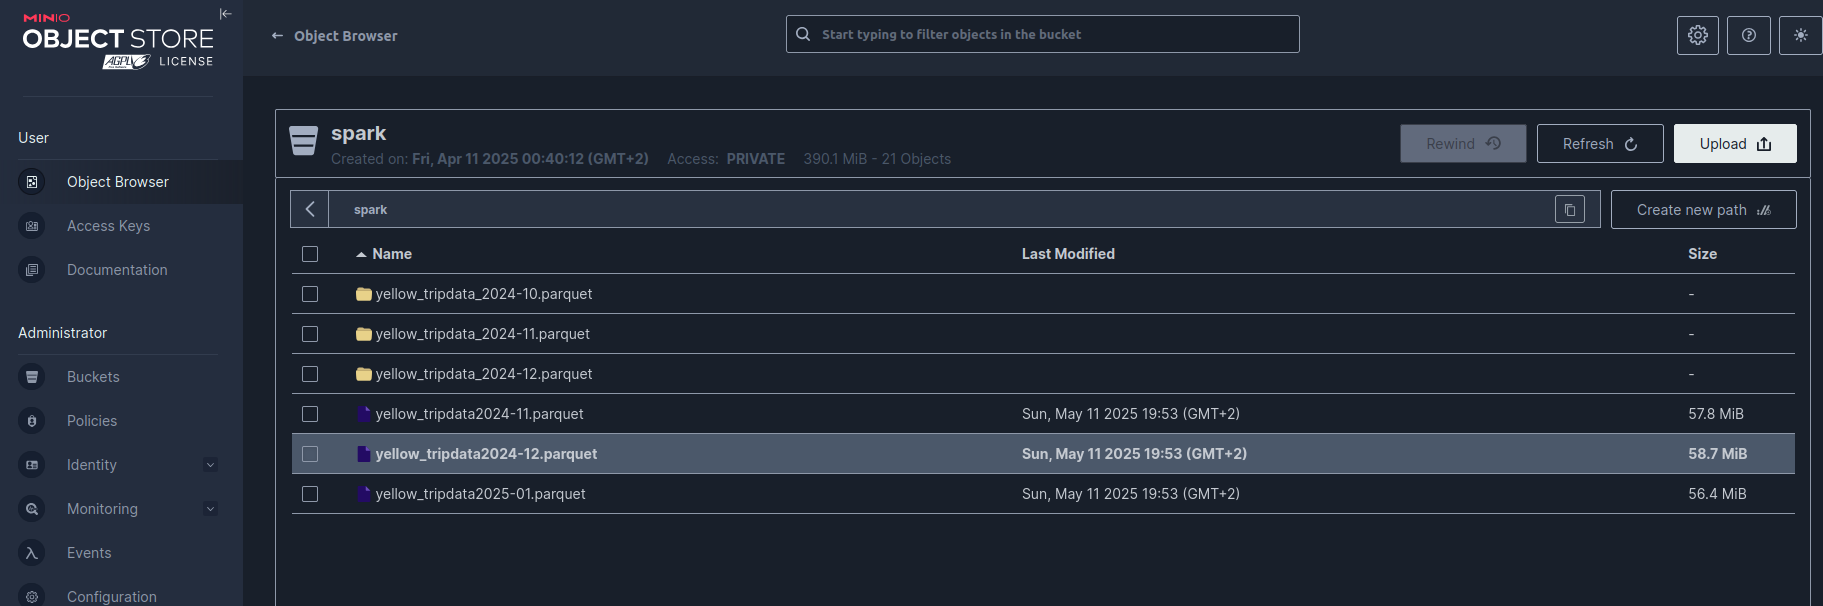 MINIO
OBJECT STORE
AGPLv3 LICENSE
User
Object Browser
Access Keys
Documentation
Administrator
Buckets
Policies
Identity
Monitoring
Events
Configuration
← Object Browser
Start typing to filter objects in the bucket
spark
Created on: Fri, Apr 11 2025 00:40:12 (GMT+2) Access: PRIVATE 390.1 MiB - 21 Objects
Rewind
Refresh
Upload
spark
Create new path
Name Last Modified Size
yellow_tripdata_2024-10.parquet -
yellow_tripdata_2024-11.parquet -
yellow_tripdata_2024-12.parquet -
yellow_tripdata2024-11.parquet Sun, May 11 2025 19:53 (GMT+2) 57.8 MiB
yellow_tripdata2024-12.parquet Sun, May 11 2025 19:53 (GMT+2) 58.7 MiB
yellow_tripdata2025-01.parquet Sun, May 11 2025 19:53 (GMT+2) 56.4 MiB